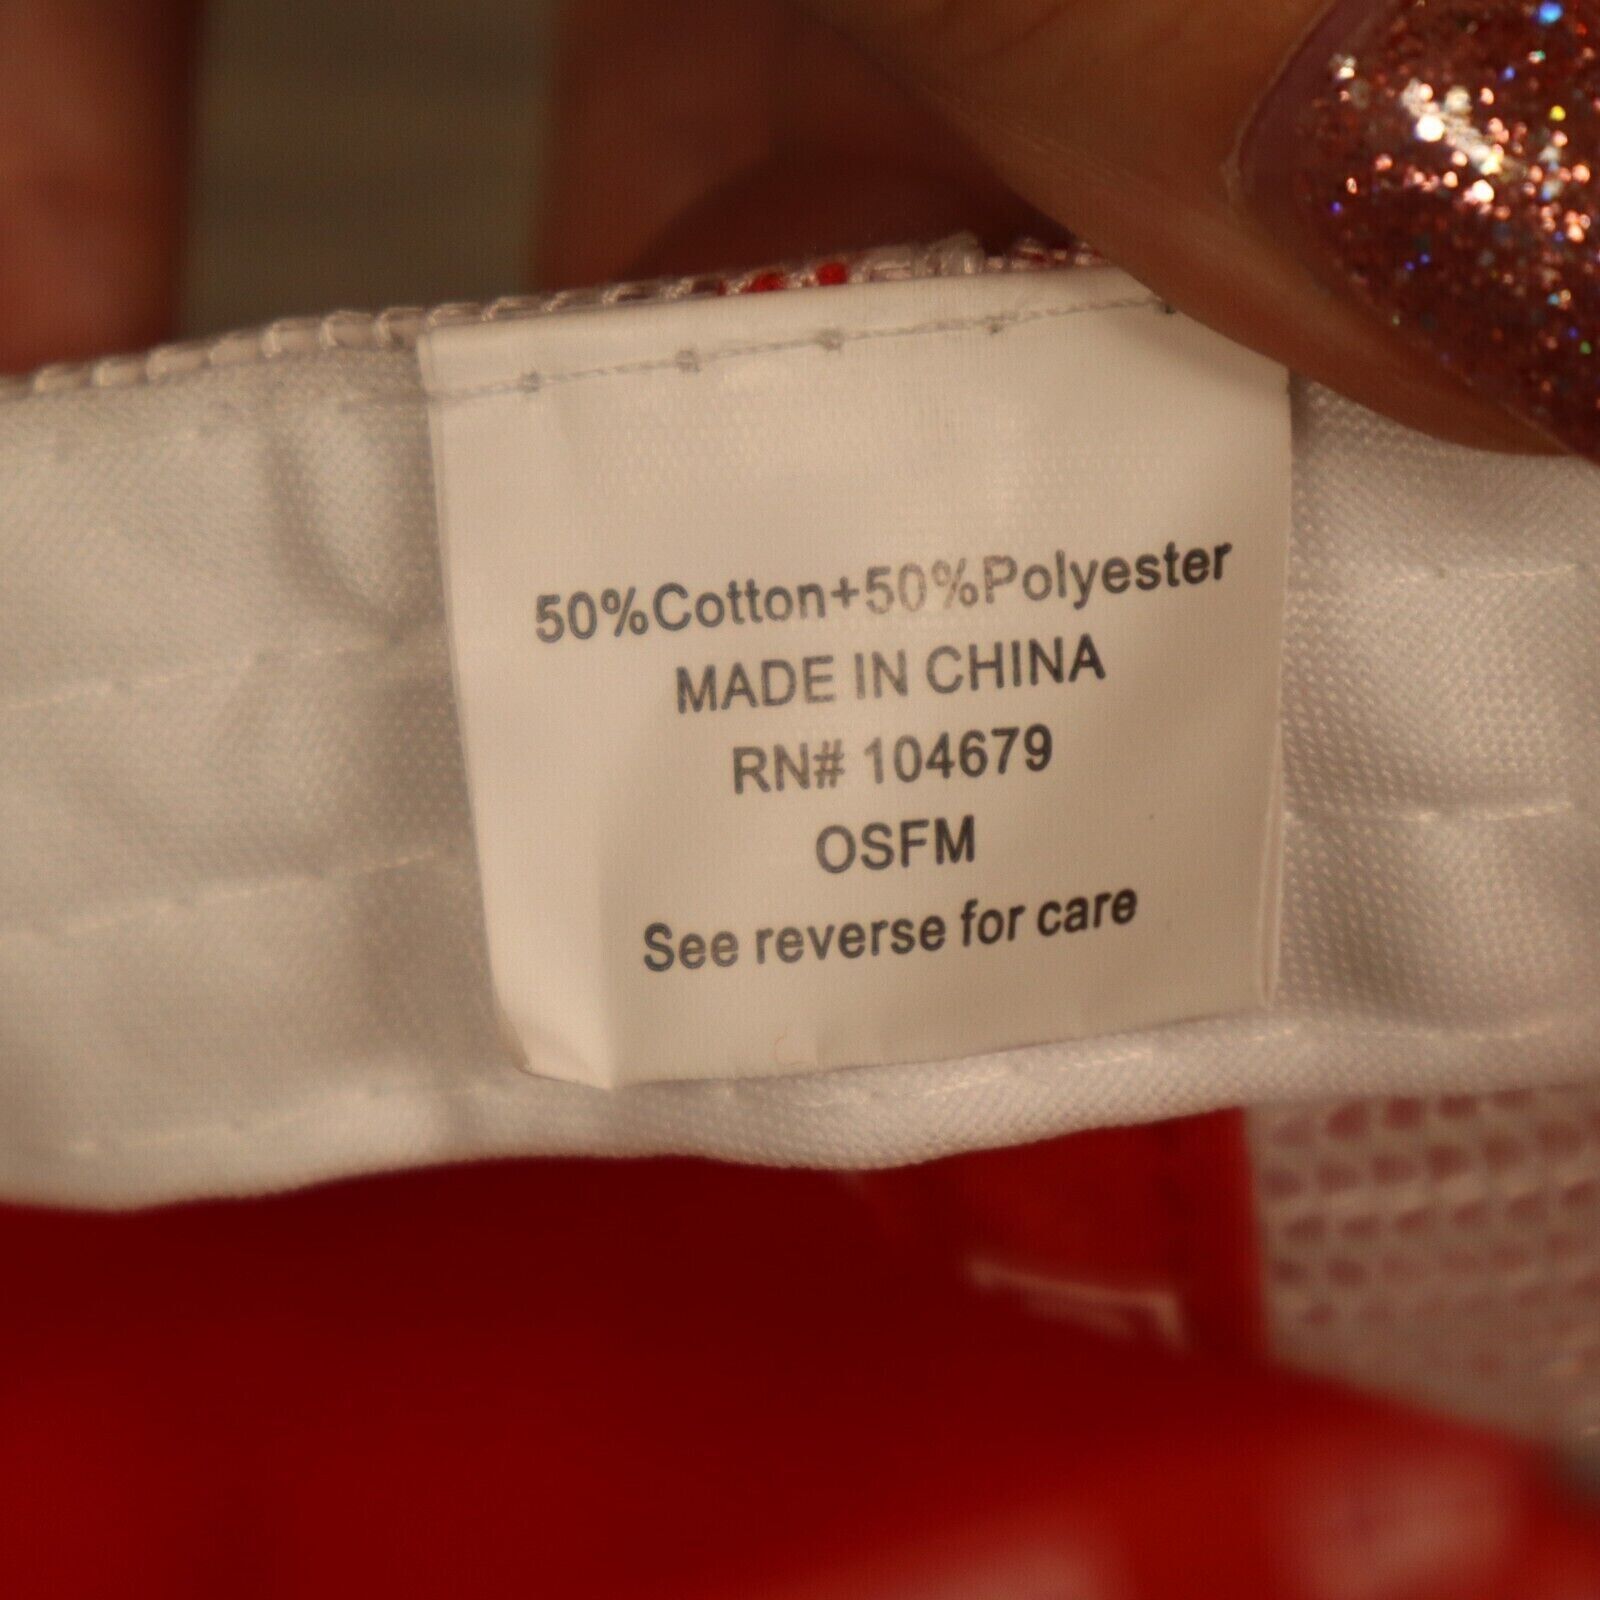 50%Cotton+50%Polyester
MADE IN CHINA
RN# 104679
OSFM
See reverse for care